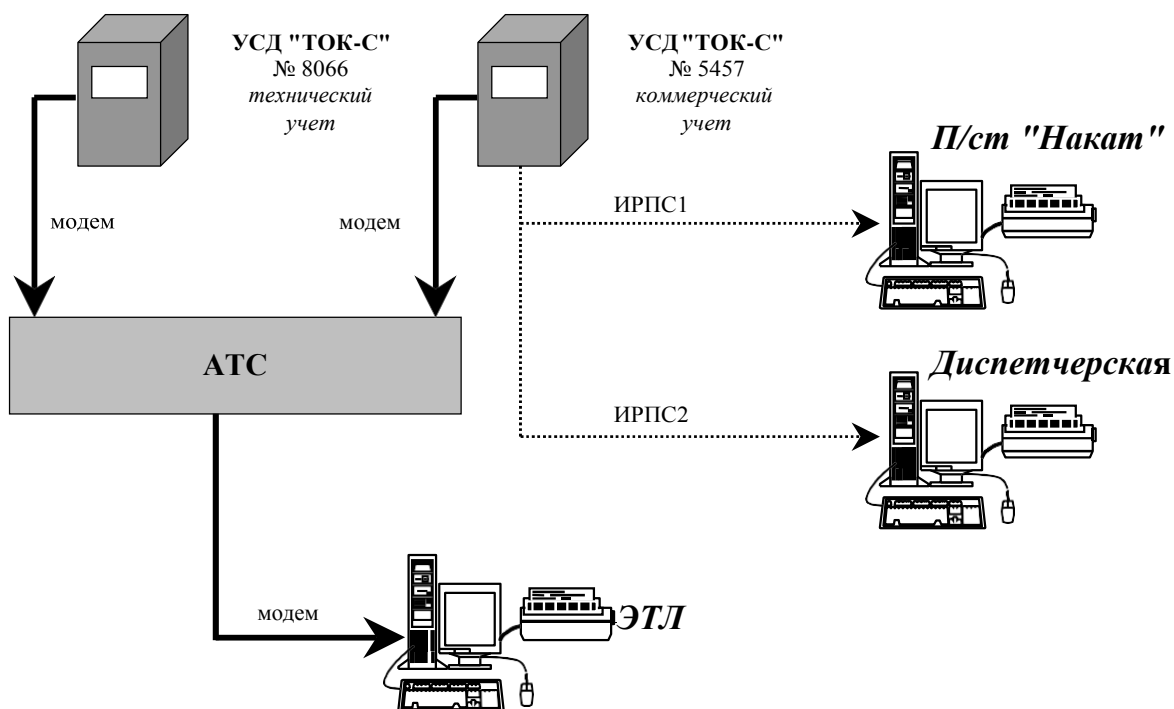 УСД "ТОК-С"
№ 8066
технический
учет
УСД "ТОК-С"
№ 5457
коммерческий
учет
П/ст "Накат"
ИРПС1
модем
модем
АТС
Диспетчерская
ИРПС2
модем
ЭТЛ